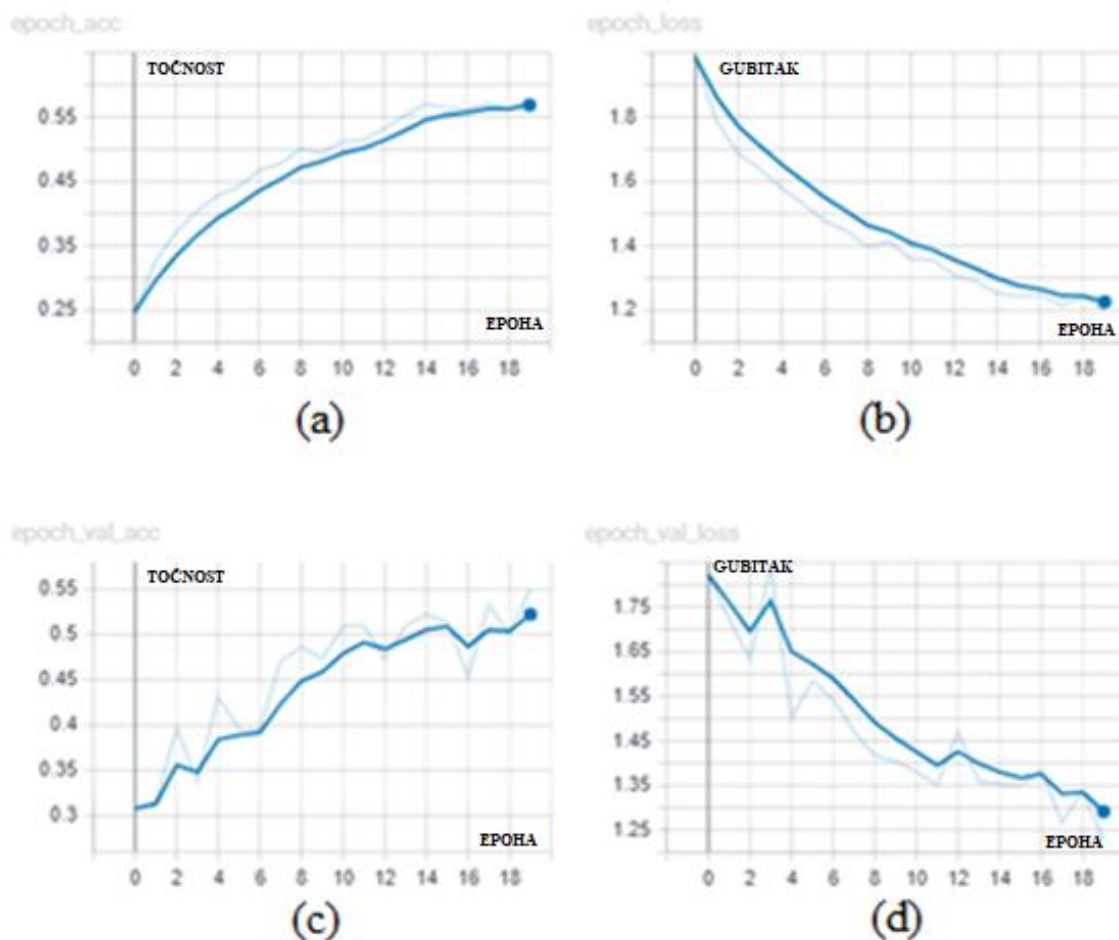 epoch_acc
TOČNOST
0.55
0.45
0.35
0.25
EPOHA
0 2 4 6 8 10 12 14 16 18
(a)
epoch_loss
GUBITAK
1.8
1.6
1.4
1.2
EPOHA
0 2 4 6 8 10 12 14 16 18
(b)
epoch_val_acc
TOČNOST
0.55
0.5
0.45
0.4
0.35
0.3
EPOHA
0 2 4 6 8 10 12 14 16 18
(c)
epoch_val_loss
GUBITAK
1.75
1.65
1.55
1.45
1.35
1.25
EPOHA
0 2 4 6 8 10 12 14 16 18
(d)